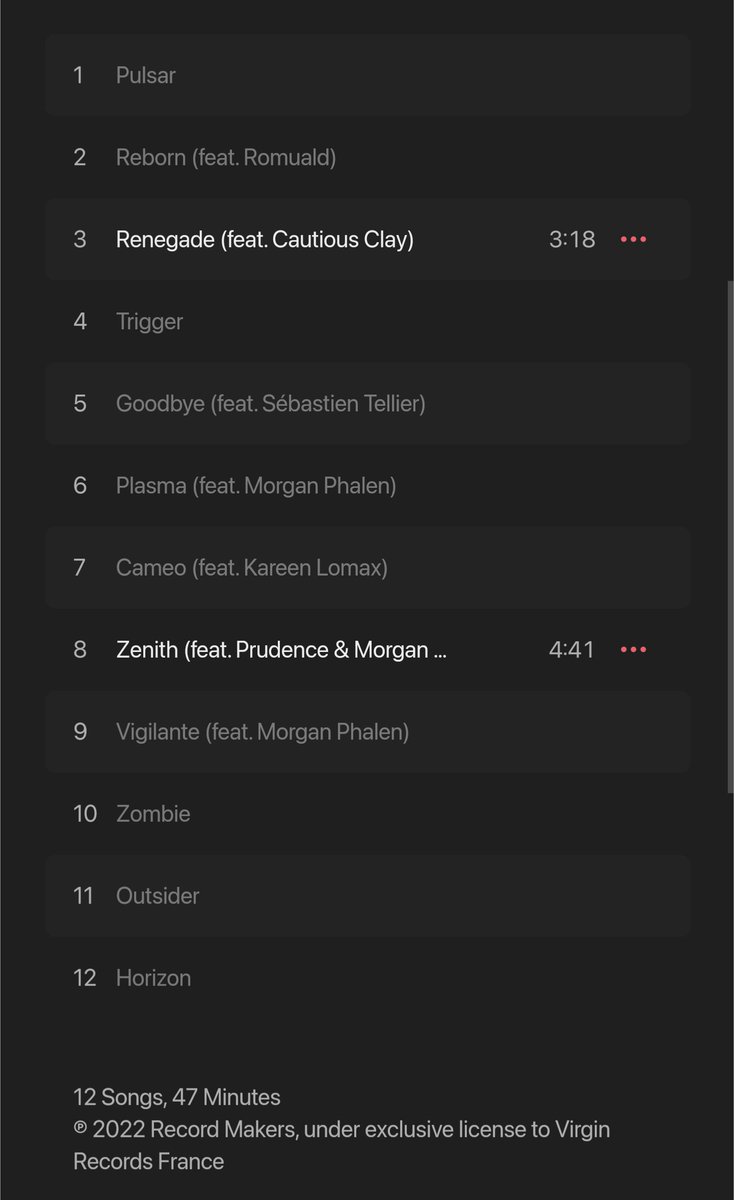 1 Pulsar
2 Reborn (feat. Romuald)
3 Renegade (feat. Cautious Clay) 3:18 •••
4 Trigger
5 Goodbye (feat. Sébastien Tellier)
6 Plasma (feat. Morgan Phalen)
7 Cameo (feat. Kareen Lomax)
8 Zenith (feat. Prudence & Morgan ... 4:41 •••
9 Vigilante (feat. Morgan Phalen)
10 Zombie
11 Outsider
12 Horizon
12 Songs, 47 Minutes
℗ 2022 Record Makers, under exclusive license to Virgin
Records France